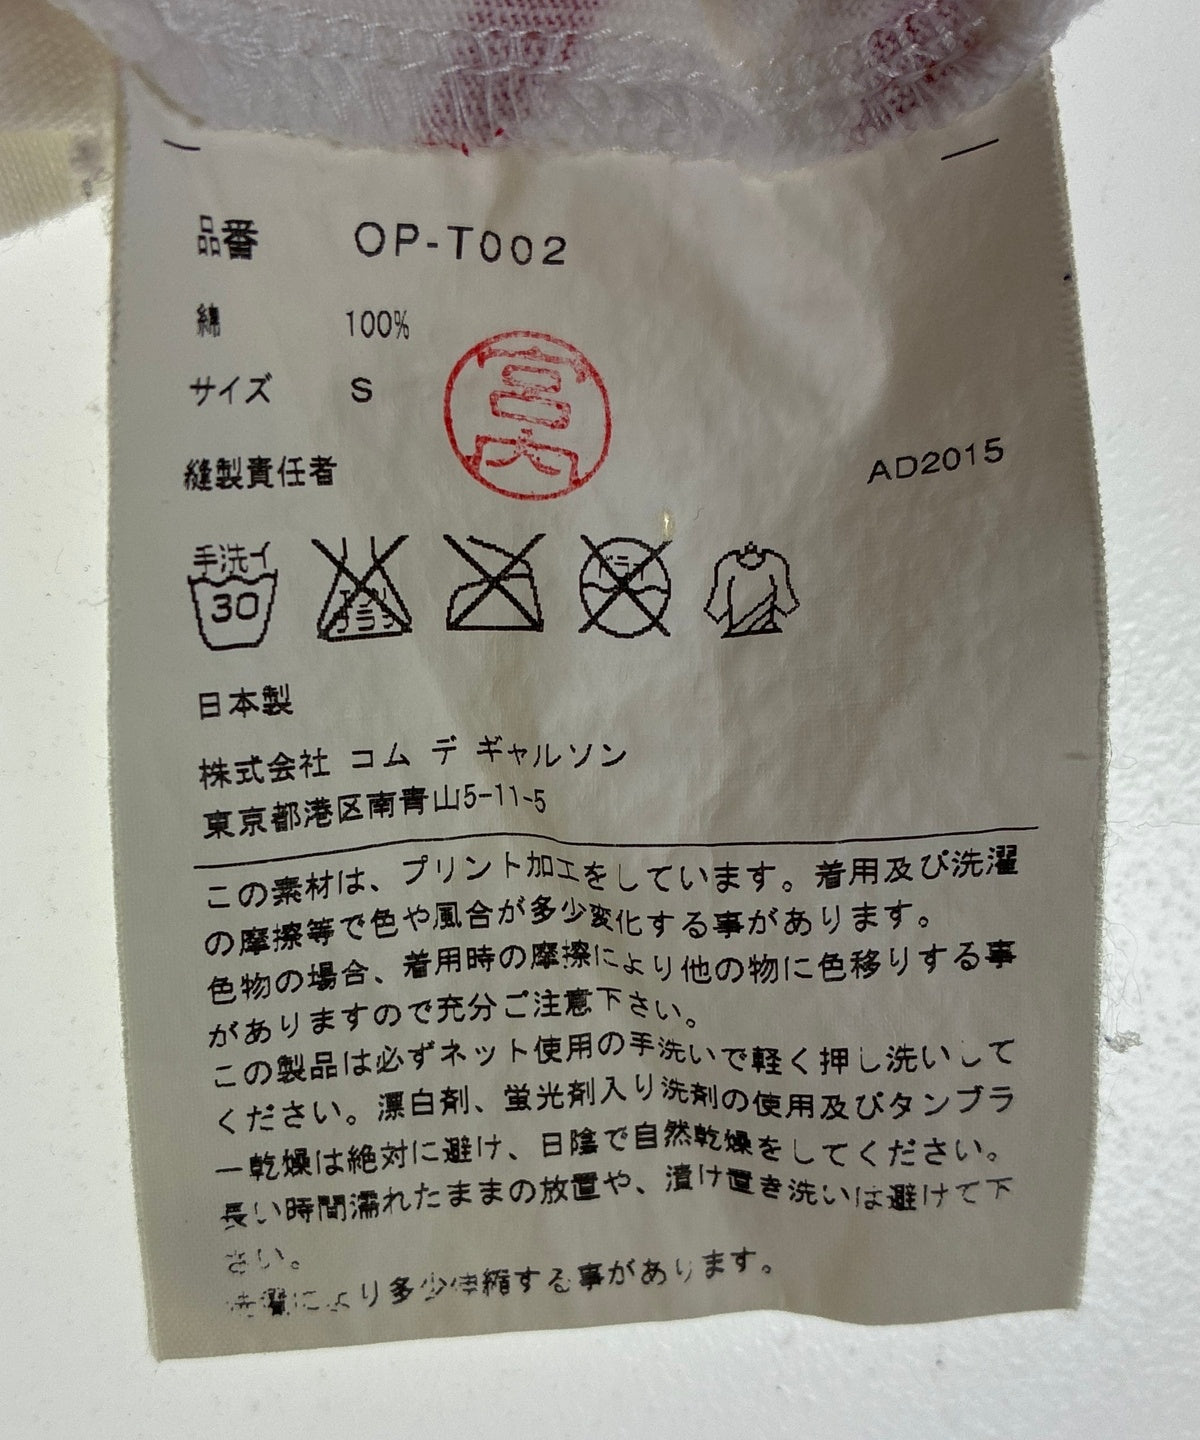 品番 OP-T002
綿 100%
サイズ S
縫製責任者
AD2015
手洗イ
30
エンソサラシ
ドライ
日本製
株式会社 コム デ ギャルソン
東京都港区南青山5-11-5
この素材は、プリント加工をしています。着用及び洗濯
の摩擦等で色や風合が多少変化する事があります。
色物の場合、着用時の摩擦により他の物に色移りする事
がありますので充分ご注意下さい。
この製品は必ずネット使用の手洗いで軽く押し洗いして
ください。漂白剤、蛍光剤入り洗剤の使用及びタンブラ
ー乾燥は絶対に避け、日陰で自然乾燥をしてください。
長い時間濡れたままの放置や、漬け置き洗いは避けて下
さい。
洗濯により多少伸縮する事があります。